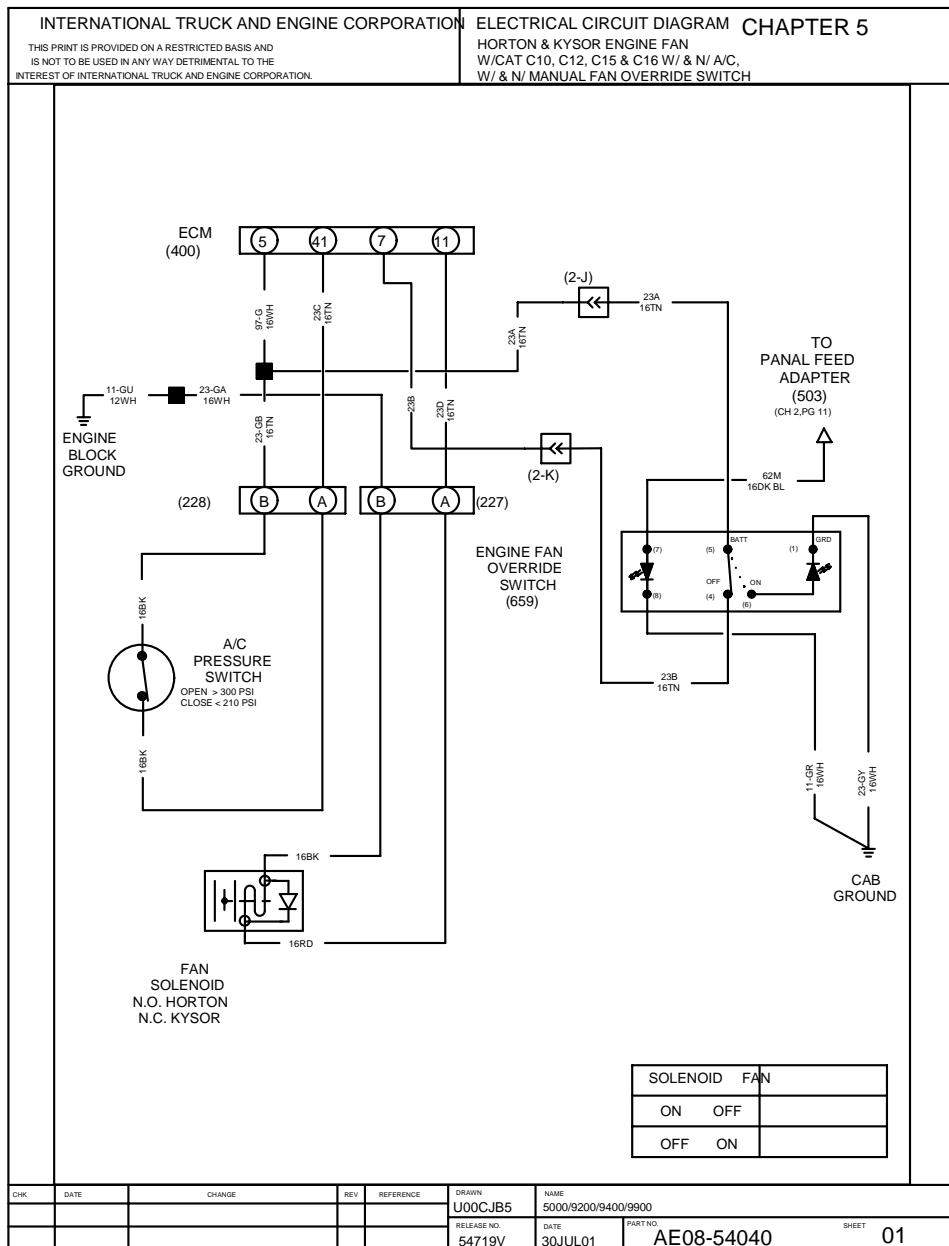 INTERNATIONAL TRUCK AND ENGINE CORPORATION
THIS PRINT IS PROVIDED ON A RESTRICTED BASIS AND
IS NOT TO BE USED IN ANY WAY DETRIMENTAL TO THE
INTEREST OF INTERNATIONAL TRUCK AND ENGINE CORPORATION.
ELECTRICAL CIRCUIT DIAGRAM CHAPTER 5
HORTON & KYSOR ENGINE FAN
W/CAT C10, C12, C15 & C16 W/ & N/ A/C,
W/ & N/ MANUAL FAN OVERRIDE SWITCH
ECM
(400)
5 41 7 11
97-G
16WH
23C
16TN
23A
16TN
(2-J)
23A
16TN
TO
PANAL FEED
ADAPTER
(503)
(CH 2,PG 11)
11-GU
12WH
23-GA
16WH
23-GB
16TN
23B
23D
16TN
ENGINE
BLOCK
GROUND
(2-K)
62M
16DK BL
(228)
B A B A
(227)
ENGINE FAN
OVERRIDE
SWITCH
(659)
(7)
(5)
BATT
(1)
GRD
OFF
ON
(8)
(4)
(6)
16BK
A/C
PRESSURE
SWITCH
OPEN > 300 PSI
CLOSE < 210 PSI
16BK
23B
16TN
11-GR
16WH
23-GY
16WH
CAB
GROUND
16BK
16RD
FAN
SOLENOID
N.O. HORTON
N.C. KYSOR
SOLENOID FAN
ON OFF
OFF ON
CHK DATE CHANGE REV REFERENCE
DRAWN
U00CJB5
NAME
5000/9200/9400/9900
RELEASE NO.
54719V
DATE
30JUL01
PART NO.
AE08-54040
SHEET
01